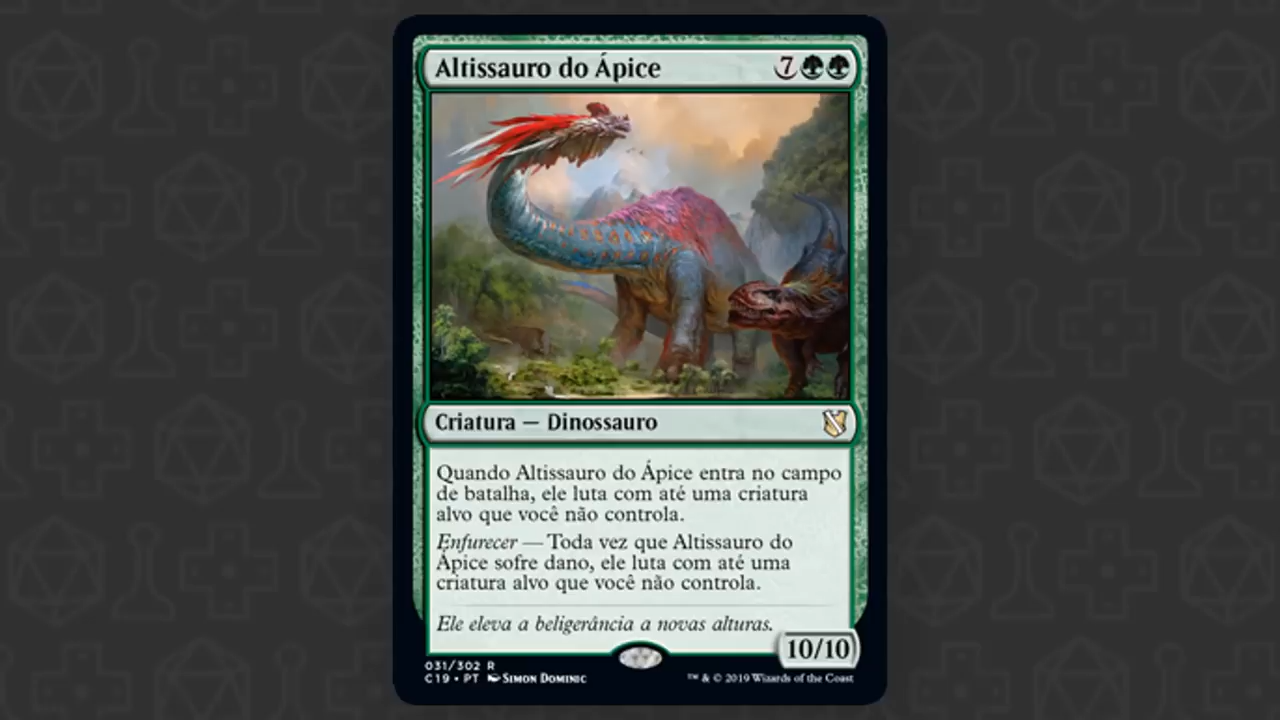 Altissauro do Ápice 7
Criatura — Dinossauro
Quando Altissauro do Ápice entra no campo
de batalha, ele luta com até uma criatura
alvo que você não controla.
Enfurecer — Toda vez que Altissauro do
Ápice sofre dano, ele luta com até uma
criatura alvo que você não controla.
Ele eleva a beligerância a novas alturas.
10/10
031/302 R
C19 • PT Simon Dominic
™ & © 2019 Wizards of the Coast